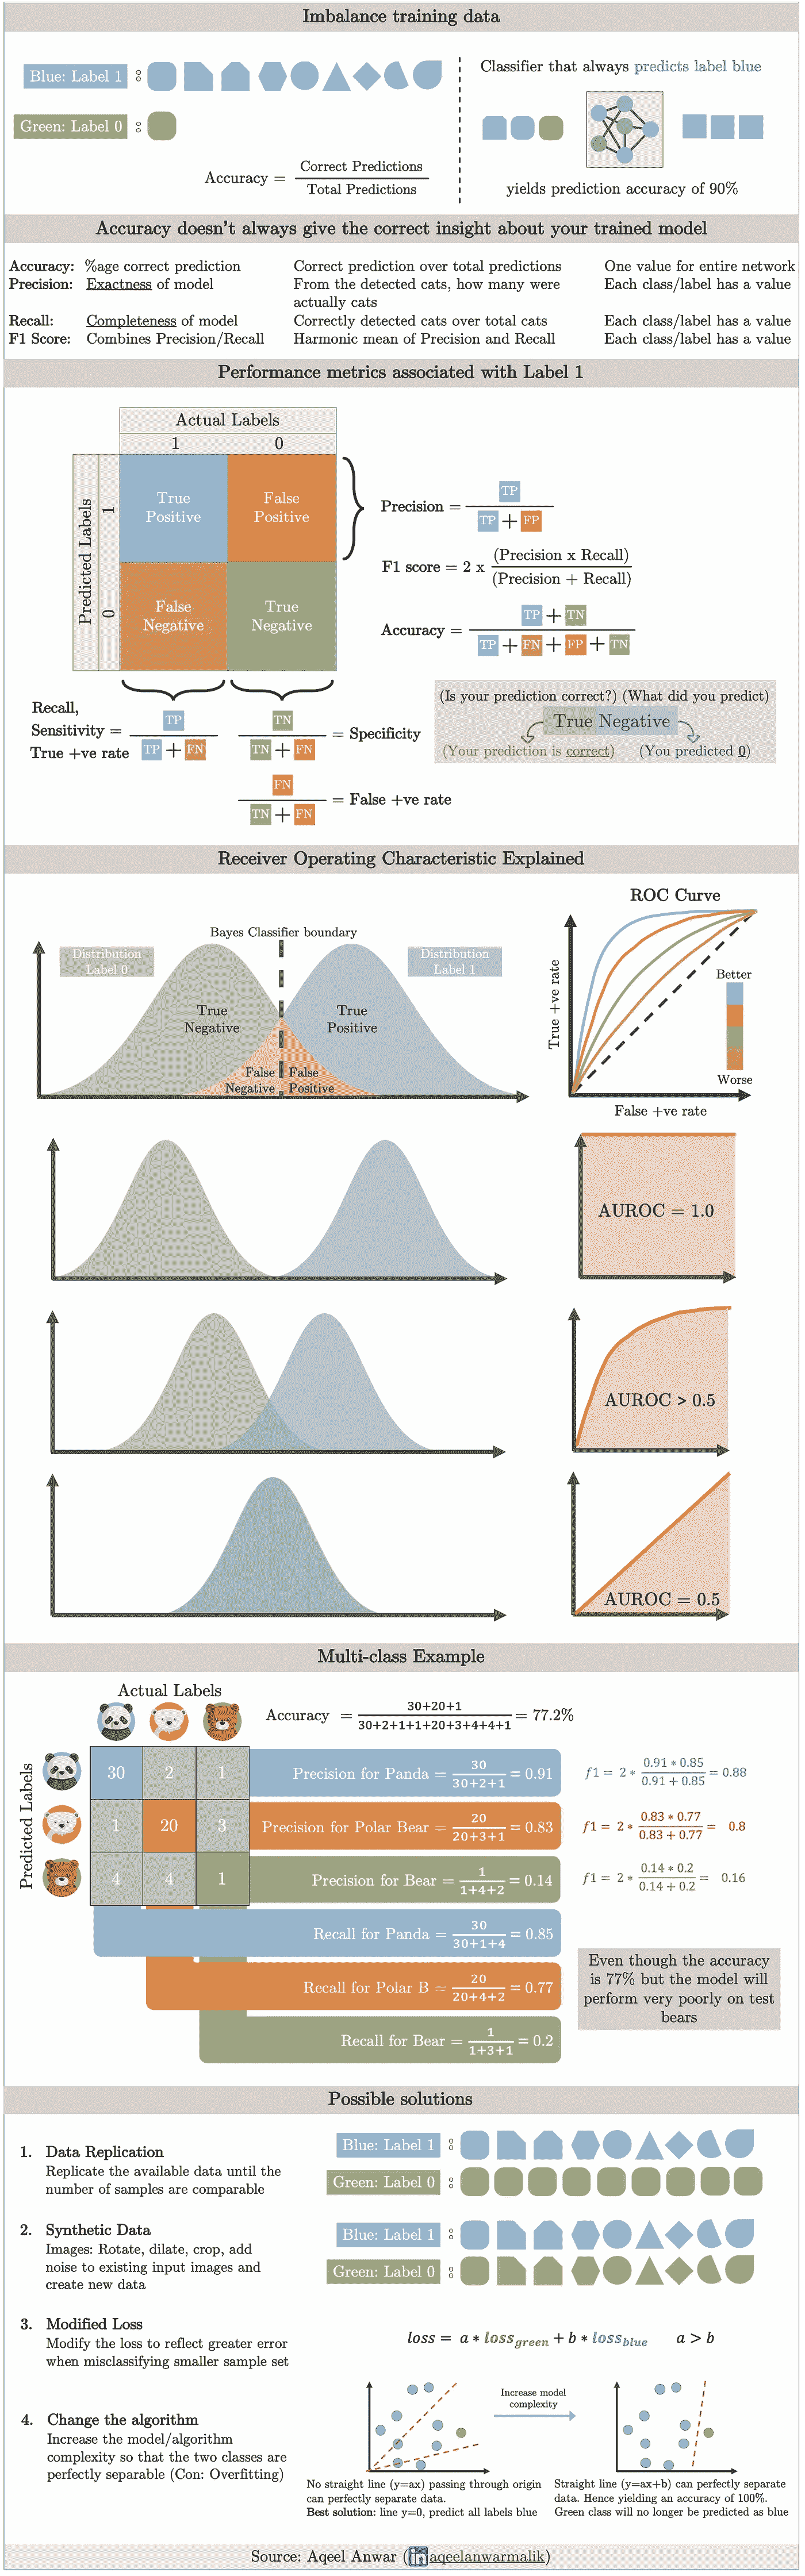 Imbalance training data
Blue: Label 1
Classifier that always predicts label blue
Green: Label 0
Accuracy = Correct Predictions
Total Predictions
yields prediction accuracy of 90%
Accuracy doesn't always give the correct insight about your trained model
Accuracy: %age correct prediction Correct prediction over total predictions One value for entire network
Precision: Exactness of model From the detected cats, how many were Each class/label has a value
actually cats
Recall: Completeness of model Correctly detected cats over total cats Each class/label has a value
F1 Score: Combines Precision/Recall Harmonic mean of Precision and Recall Each class/label has a value
Performance metrics associated with Label 1
Actual Labels
1 0
Predicted Labels
1
0
True
Positive
False
Positive
False
Negative
True
Negative
Precision = TP
TP + FP
F1 score = 2 x (Precision x Recall)
(Precision + Recall)
Accuracy = TP + TN
TP + FN + FP + TN
(Is your prediction correct?) (What did you predict)
True Negative
(Your prediction is correct) (You predicted 0)
Recall,
Sensitivity =
True +ve rate
TP
TP + FN
TN
TN + FN
= Specificity
FN
TN + FN
= False +ve rate
Receiver Operating Characteristic Explained
Bayes Classifier boundary
Distribution
Label 0
Distribution
Label 1
True
Negative
True
Positive
False
Negative
False
Positive
ROC Curve
True +ve rate
Better
Worse
False +ve rate
AUROC = 1.0
AUROC > 0.5
AUROC = 0.5
Multi-class Example
Actual Labels
Predicted Labels
30 2 1
1 20 3
4 4 1
Accuracy = 30+20+1
30+2+1+1+20+3+4+4+1
= 77.2%
Precision for Panda = 30
30+2+1
= 0.91
f1 = 2 * 0.91 * 0.85
0.91 + 0.85
= 0.88
Precision for Polar Bear = 20
20+3+1
= 0.83
f1 = 2 * 0.83 * 0.77
0.83 + 0.77
= 0.8
Precision for Bear = 1
1+4+2
= 0.14
f1 = 2 * 0.14 * 0.2
0.14 + 0.2
= 0.16
Recall for Panda = 30
30+1+4
= 0.85
Recall for Polar B = 20
20+4+2
= 0.77
Recall for Bear = 1
1+3+1
= 0.2
Even though the accuracy
is 77% but the model will
perform very poorly on test
bears
Possible solutions
1. Data Replication
Replicate the available data until the
number of samples are comparable
Blue: Label 1
Green: Label 0
2. Synthetic Data
Images: Rotate, dilate, crop, add
noise to existing input images and
create new data
Blue: Label 1
Green: Label 0
3. Modified Loss
Modify the loss to reflect greater error
when misclassifying smaller sample set
loss = a * lossgreen + b * lossblue a > b
4. Change the algorithm
Increase the model/algorithm
complexity so that the two classes are
perfectly separable (Con: Overfitting)
Increase model
complexity
No straight line (y=ax) passing through origin
can perfectly separate data.
Best solution: line y=0, predict all labels blue
Straight line (y=ax+b) can perfectly separate
data. Hence yielding an accuracy of 100%.
Green class will no longer be predicted as blue
Source: Aqeel Anwar (in aqeelanwarmalik)